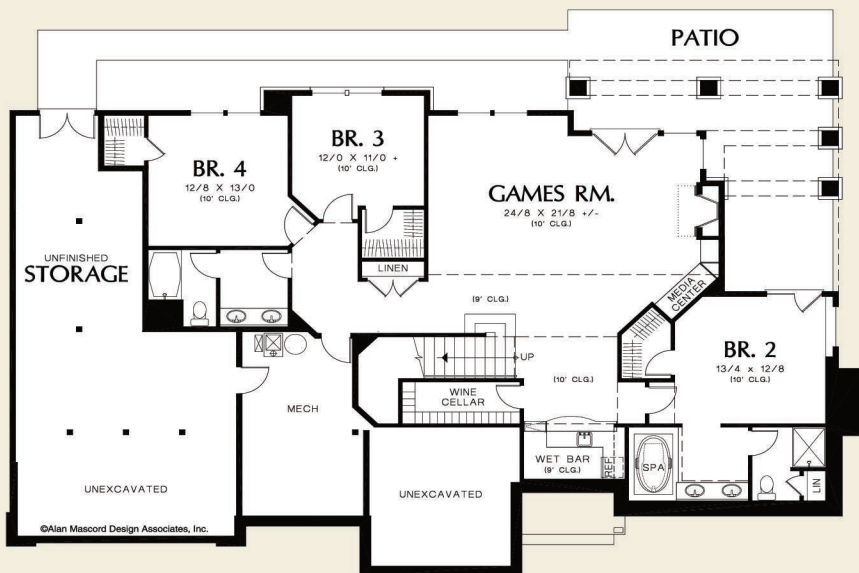 PATIO
BR. 4
12/8 X 13/0
(10' CLG.)
BR. 3
12/0 X 11/0 +
(10' CLG.)
GAMES RM.
24/8 X 21/8 +/-
(10' CLG.)
UNFINISHED
STORAGE
LINEN
MEDIA
CENTER
(9' CLG.)
UP
BR. 2
13/4 x 12/8
(10' CLG.)
(10' CLG.)
WINE
CELLAR
MECH
WET BAR
(9' CLG.)
REF.
SPA
LIN
UNEXCAVATED
UNEXCAVATED
©Alan Mascord Design Associates, Inc.